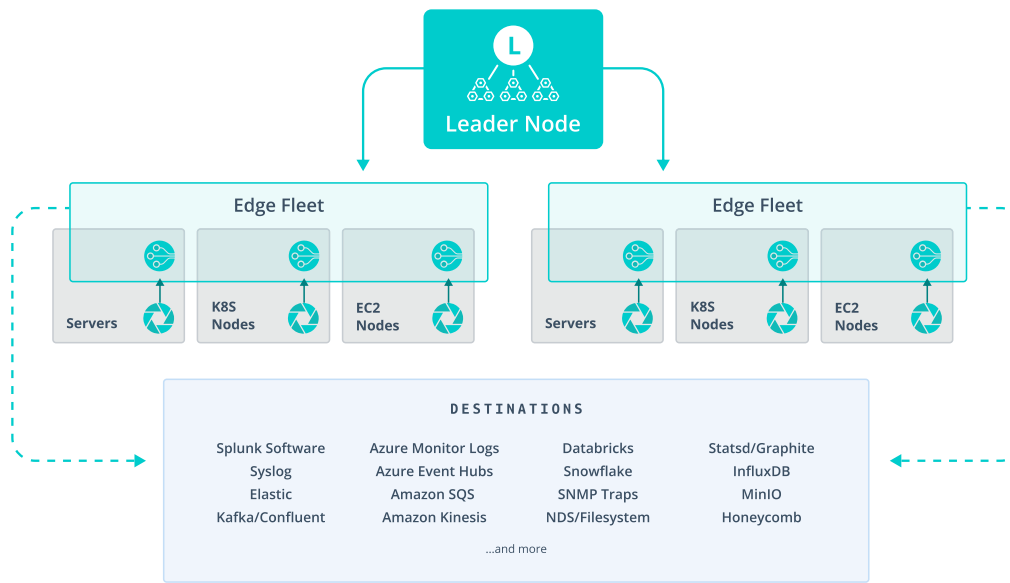 L
Leader Node
Edge Fleet
Servers
K8S
Nodes
EC2
Nodes
Edge Fleet
Servers
K8S
Nodes
EC2
Nodes
DESTINATIONS
Splunk Software
Azure Monitor Logs
Databricks
Statsd/Graphite
Syslog
Azure Event Hubs
Snowflake
InfluxDB
Elastic
Amazon SQS
SNMP Traps
MinIO
Kafka/Confluent
Amazon Kinesis
NDS/Filesystem
Honeycomb
...and more